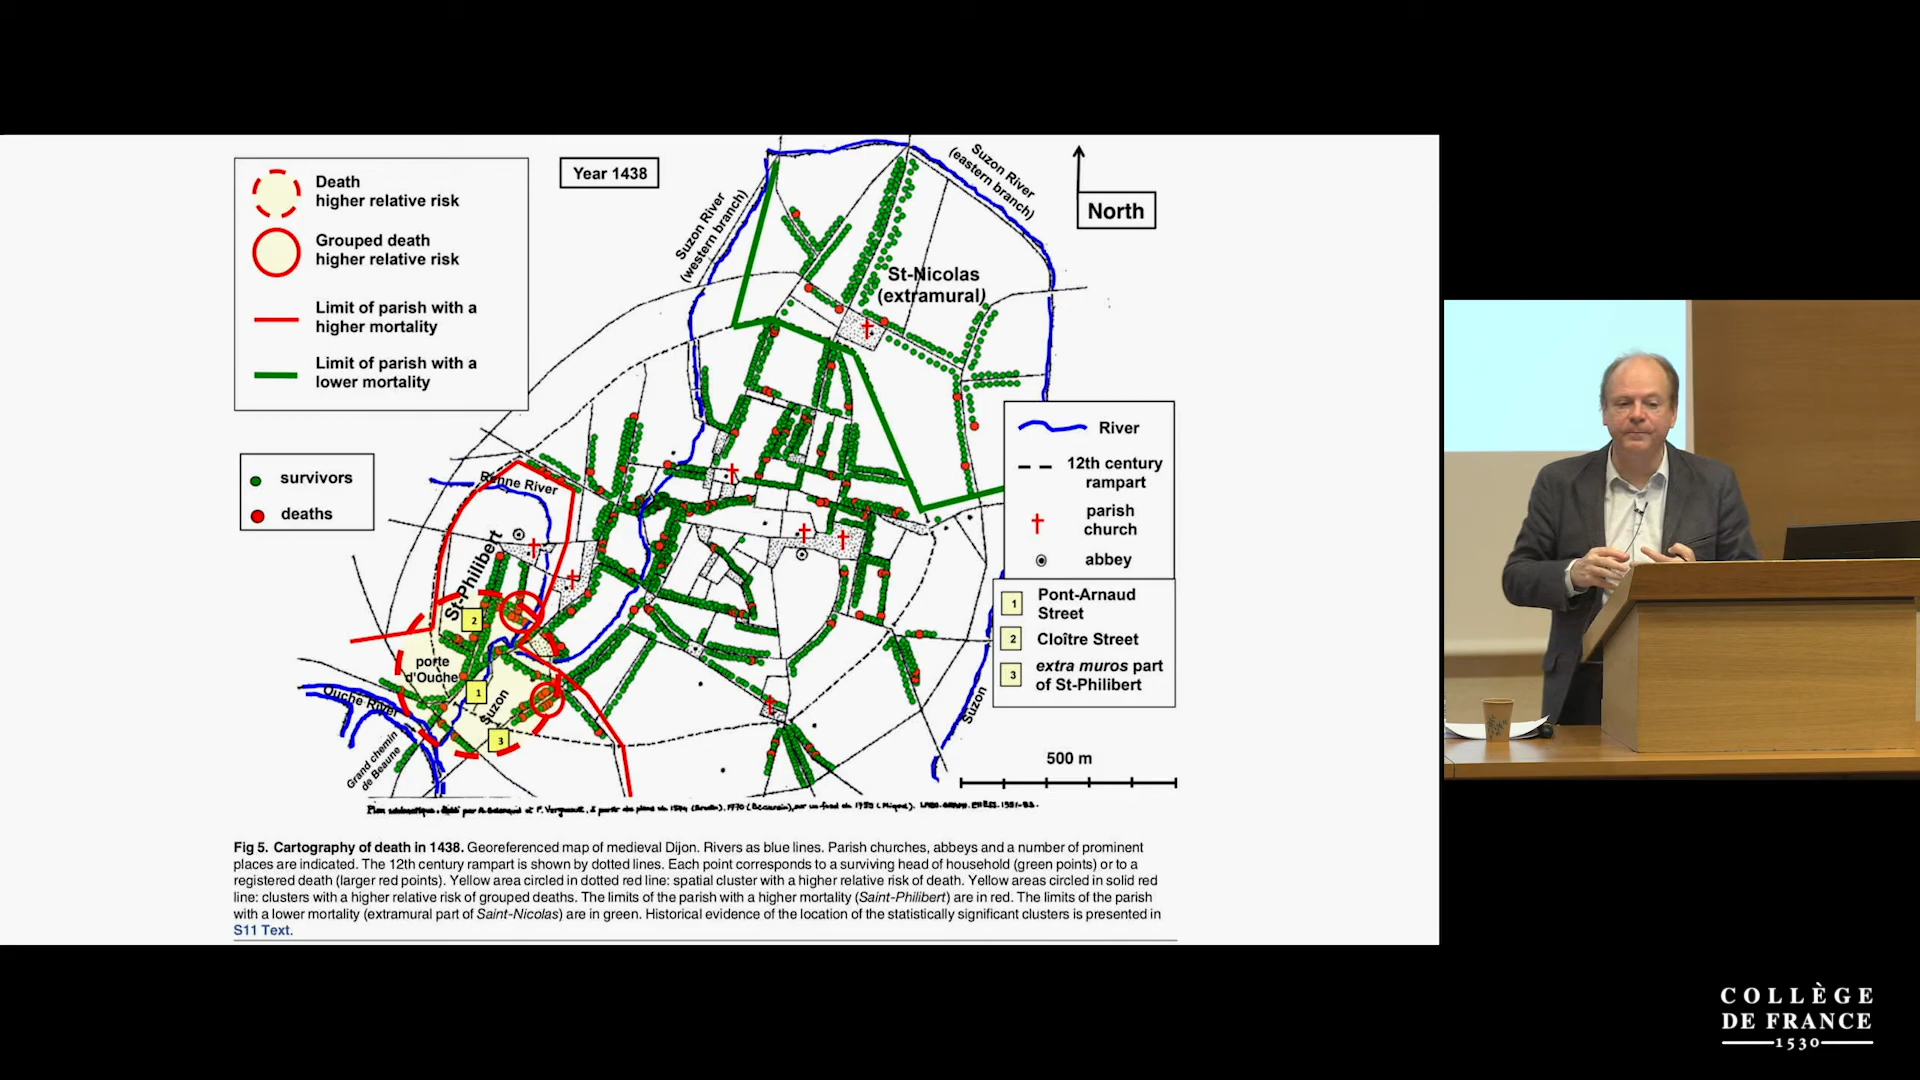 Death
higher relative risk
Grouped death
higher relative risk
Limit of parish with a
higher mortality
Limit of parish with a
lower mortality
Year 1438
Suzon River
(western branch)
Suzon River
(eastern branch)
North
St-Nicolas
(extramural)
survivors
deaths
Renne River
St-Philibert
2
porte
d'Ouche
1
Suzon
3
Ouche River
Grand chemin
de Beaune
Suzon
River
12th century
rampart
parish
church
abbey
1
Pont-Arnaud
Street
2
Cloître Street
3
extra muros part
of St-Philibert
500 m
Fig 5. Cartography of death in 1438. Georeferenced map of medieval Dijon. Rivers as blue lines. Parish churches, abbeys and a number of prominent
places are indicated. The 12th century rampart is shown by dotted lines. Each point corresponds to a surviving head of household (green points) or to a
registered death (larger red points). Yellow area circled in dotted red line: spatial cluster with a higher relative risk of death. Yellow areas circled in solid red
line: clusters with a higher relative risk of grouped deaths. The limits of the parish with a higher mortality (Saint-Philibert) are in red. The limits of the parish
with a lower mortality (extramural part of Saint-Nicolas) are in green. Historical evidence of the location of the statistically significant clusters is presented in
S11 Text.
COLLÈGE
DE FRANCE
1530